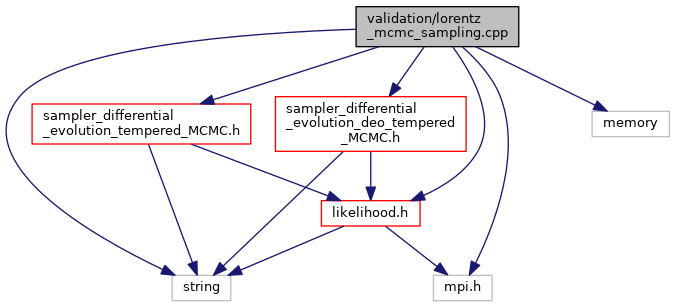 validation/lorentz
_mcmc_sampling.cpp
sampler_differential
_evolution_tempered_MCMC.h
sampler_differential
_evolution_deo_tempered
_MCMC.h
memory
likelihood.h
string
mpi.h